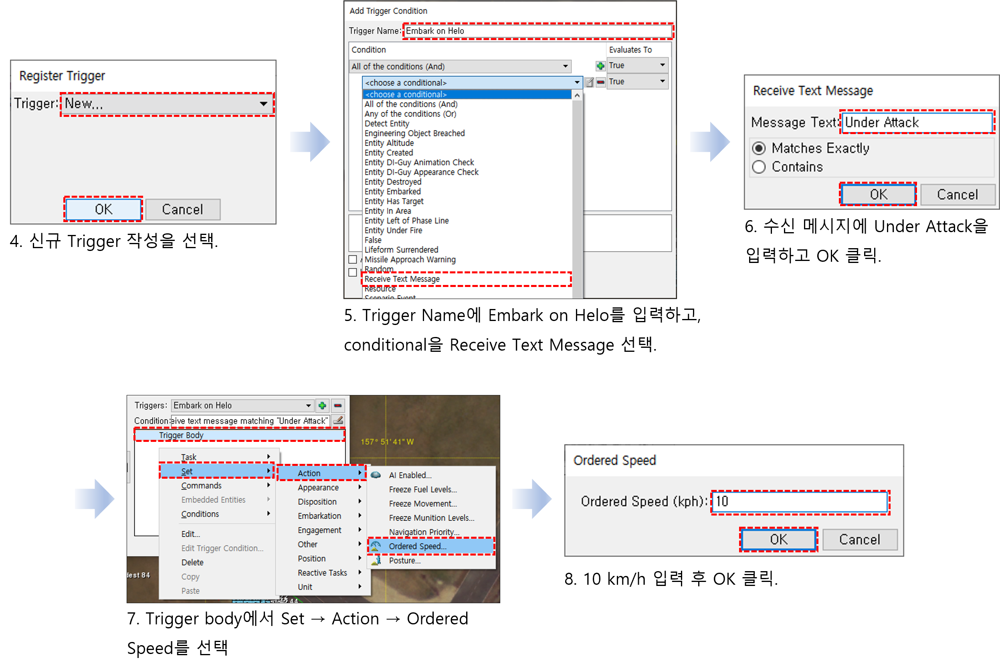 Register Trigger
Trigger: New...
OK Cancel
4. 신규 Trigger 작성을 선택.
Add Trigger Condition
Trigger Name: Embark on Helo
Condition Evaluates To
All of the conditions (And) True
<choose a conditional> True
<choose a conditional>
All of the conditions (And)
Any of the conditions (Or)
Detect Entity
Engineering Object Breached
Entity Altitude
Entity Created
Entity DI-Guy Animation Check
Entity DI-Guy Appearance Check
Entity Destroyed
Entity Embarked
Entity Has Target
Entity In Area
Entity Left of Phase Line
Entity Under Fire
False
Lifeform Surrendered
Missile Approach Warning
Random
Receive Text Message
Resource
Scenario Event
5. Trigger Name에 Embark on Helo를 입력하고,
conditional을 Receive Text Message 선택.
Receive Text Message
Message Text: Under Attack
Matches Exactly
Contains
OK Cancel
6. 수신 메시지에 Under Attack을
입력하고 OK 클릭.
Triggers: Embark on Helo
Condition: eive text message matching "Under Attack"
Trigger Body
Task
Set
Commands
Embedded Entities
Conditions
Edit...
Edit Trigger Condition...
Delete
Copy
Paste
Action
Appearance
Disposition
Embarkation
Engagement
Other
Position
Reactive Tasks
Unit
AI Enabled...
Freeze Fuel Levels...
Freeze Movement...
Freeze Munition Levels...
Navigation Priority...
Ordered Speed...
Posture...
157° 51' 41" W
dest 84
7. Trigger body에서 Set → Action → Ordered
Speed를 선택
Ordered Speed
Ordered Speed (kph): 10
OK Cancel
8. 10 km/h 입력 후 OK 클릭.